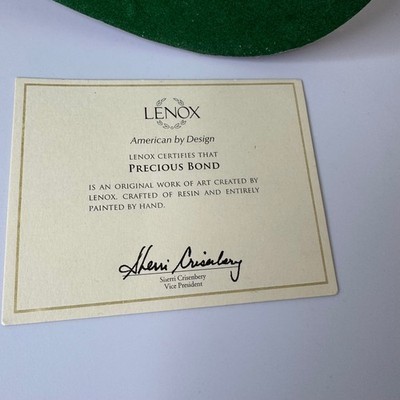 LENOX
American by Design
LENOX CERTIFIES THAT
PRECIOUS BOND
IS AN ORIGINAL WORK OF ART CREATED BY
LENOX, CRAFTED OF RESIN AND ENTIRELY
PAINTED BY HAND.
Sherri Crisenbery
Sherri Crisenbery
Vice President